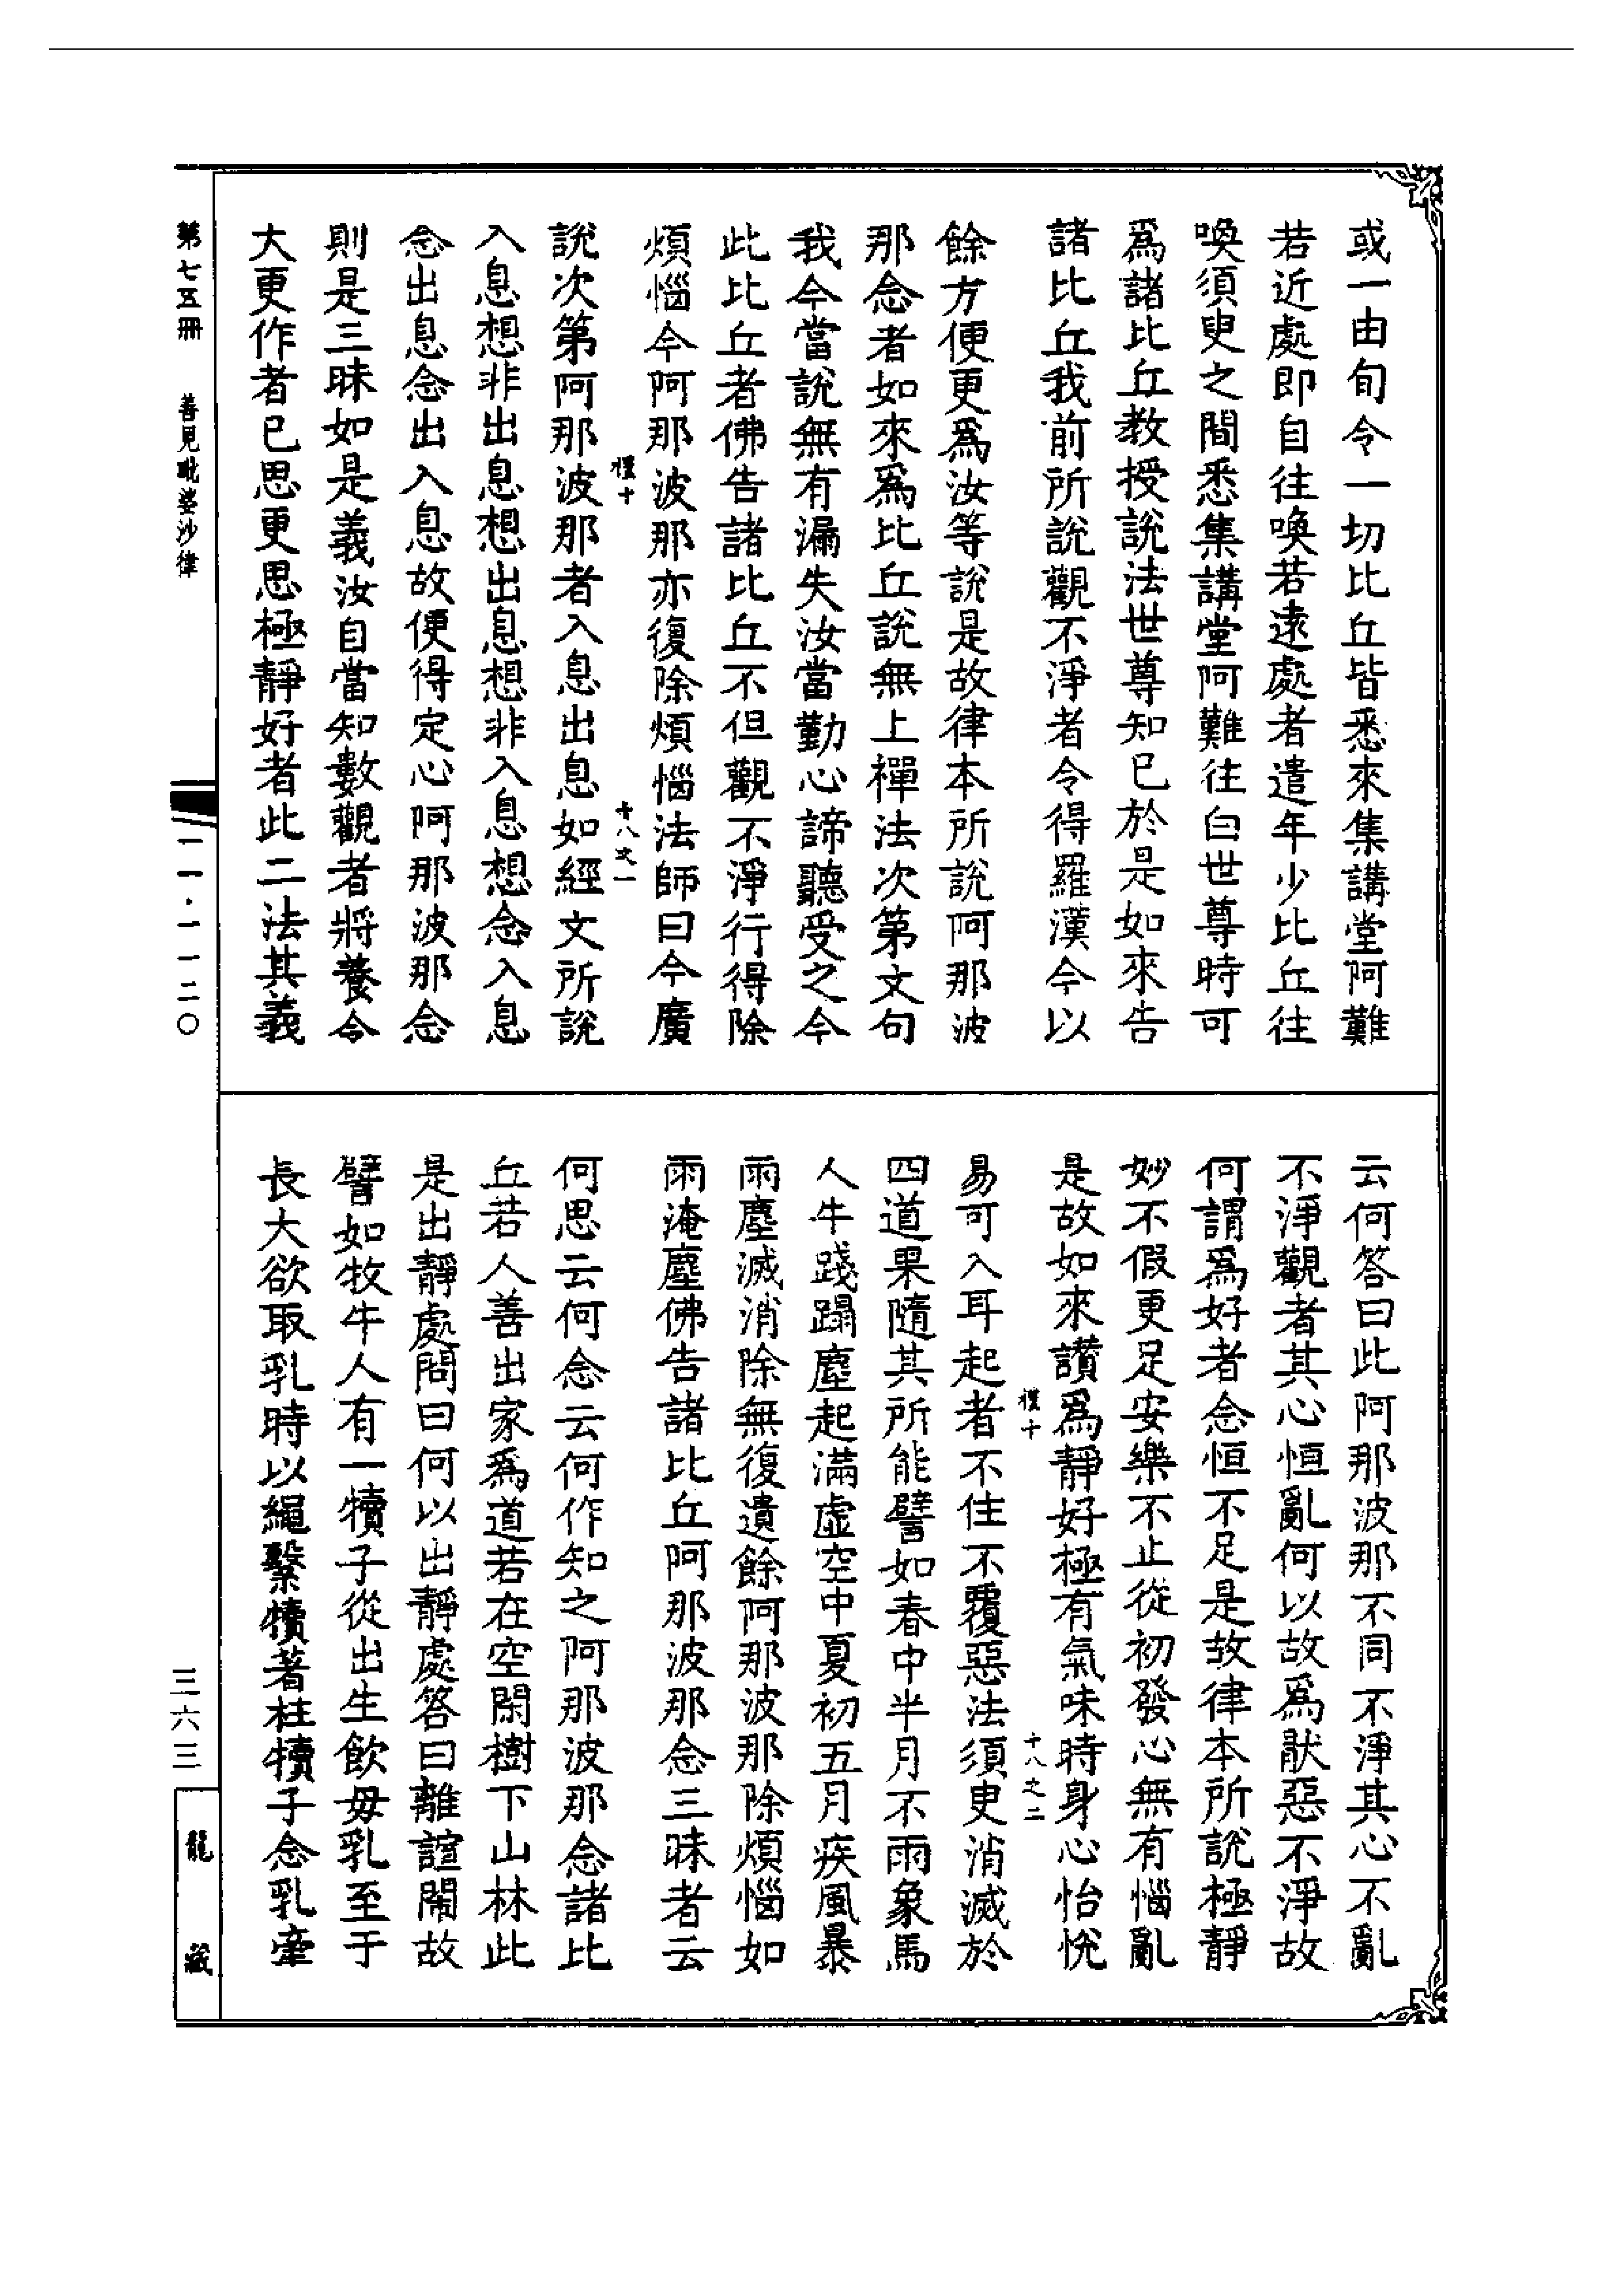 或一由旬令一切比丘皆悉來集講堂阿難
若近處即自往喚若遠處者遣年少比丘往
喚須臾之間悉集講堂阿難往白世尊時可
爲諸比丘教授說法世尊知已於是如來告
諸比丘我前所說觀不淨者令得羅漢今以
餘方便更爲汝等說是故律本所說阿那波
那念者如來爲比丘說無上禪法次第文句
我今當說無有漏失汝當勤心諦聽受之今
此比丘者佛告諸比丘不但觀不淨行得除
煩惱今阿那波那亦復除煩惱法師曰今廣
禮十
十八之一
說次第阿那波那者入息出息如經文所說
入息想非出息想出息想非入息想念入息
念出息念出入息故便得定心阿那波那念
則是三昧如是義汝自當知數觀者將養令
大更作者已思更思極靜好者此二法其義
云何答曰此阿那波那不同不淨其心不亂
不淨觀者其心恒亂何以故爲猒惡不淨故
何謂爲好者念恒不足是故律本所說極靜
妙不假更足安樂不止從初發心無有惱亂
是故如來讚爲靜好極有氣味時身心怡悅
禮十
十八之二
易可入耳起者不住不覆惡法須臾消滅於
四道果隨其所能譬如春中半月不雨象馬
人牛踐蹋塵起滿虛空中夏初五月疾風暴
雨塵滅消除無復遺餘阿那波那除煩惱如
雨淹塵佛告諸比丘阿那波那念三昧者云
何思云何念云何作知之阿那波那念諸比
丘若人善出家爲道若在空閑樹下山林此
是出靜處問曰何以出靜處答曰離諠鬧故
譬如牧牛人有一犢子從出生飲母乳至于
長大欲取乳時以繩繫犢著柱犢子念乳牽
第七五冊 善見毗婆沙律
一一·一一二〇
三六三
龍藏